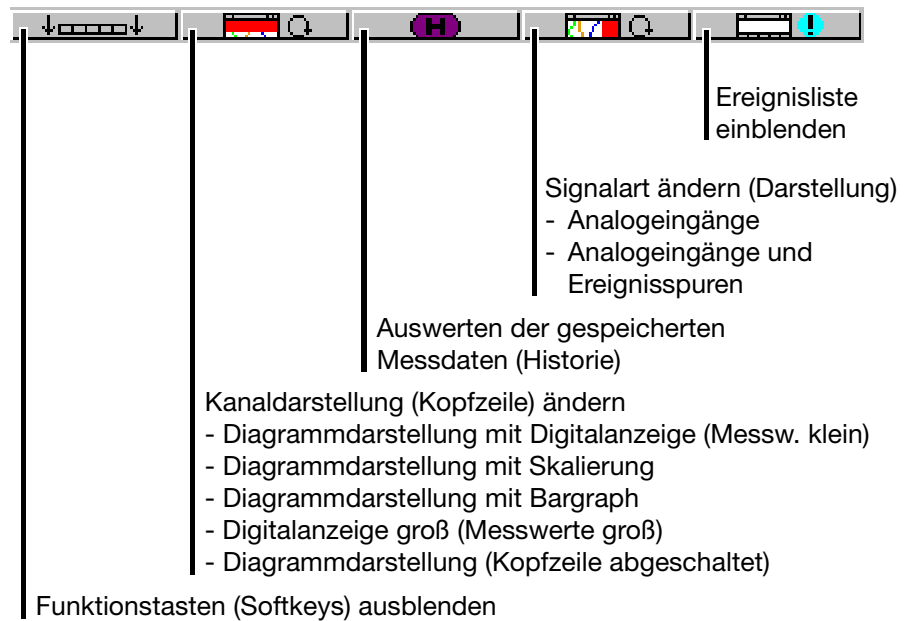 H
!
Ereignisliste
einblenden
Signalart ändern (Darstellung)
- Analogeingänge
- Analogeingänge und
Ereignisspuren
Auswerten der gespeicherten
Messdaten (Historie)
Kanaldarstellung (Kopfzeile) ändern
- Diagrammdarstellung mit Digitalanzeige (Messw. klein)
- Diagrammdarstellung mit Skalierung
- Diagrammdarstellung mit Bargraph
- Digitalanzeige groß (Messwerte groß)
- Diagrammdarstellung (Kopfzeile abgeschaltet)
Funktionstasten (Softkeys) ausblenden